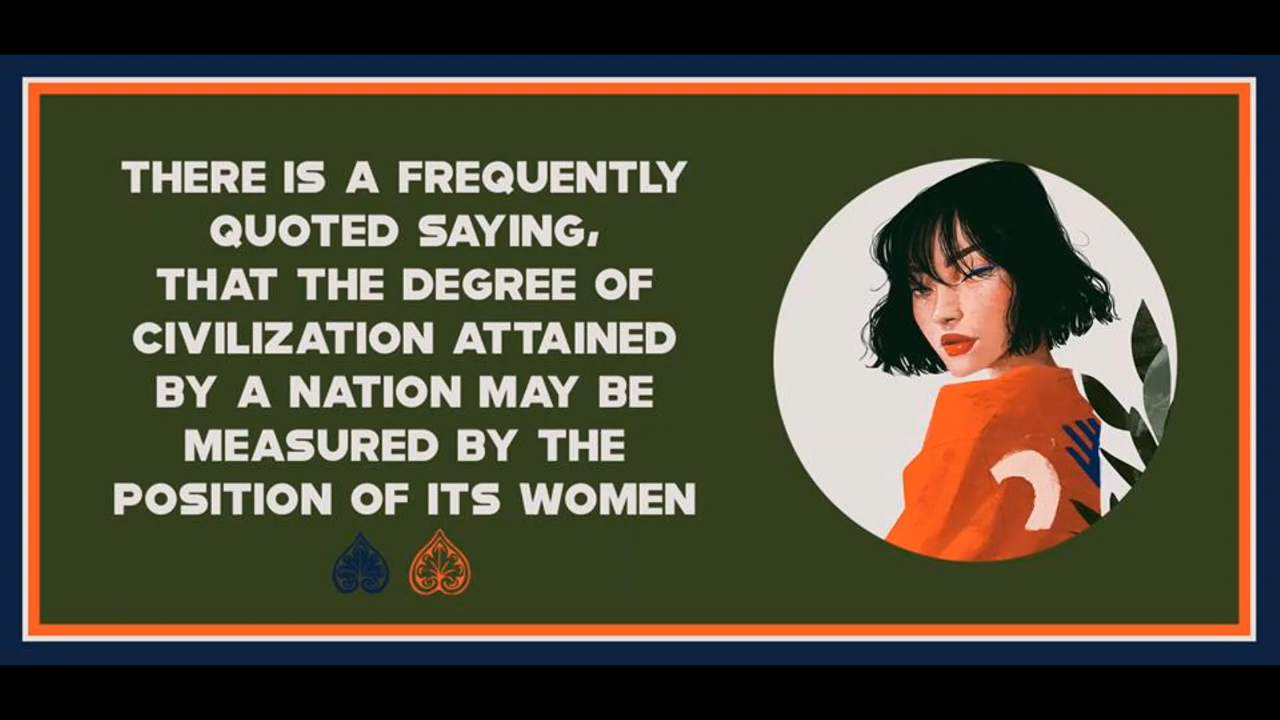 THERE IS A FREQUENTLY
QUOTED SAYING,
THAT THE DEGREE OF
CIVILIZATION ATTAINED
BY A NATION MAY BE
MEASURED BY THE
POSITION OF ITS WOMEN